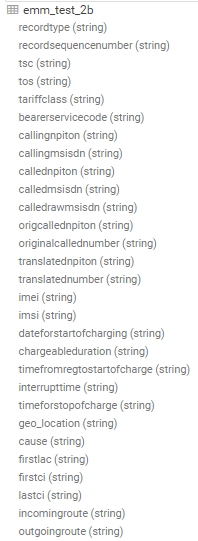 emm_test_2b
recordtype (string)
recordsequencenumber (string)
tsc (string)
tos (string)
tariffclass (string)
bearerservicecode (string)
callingnpiton (string)
callingmsisdn (string)
callednpiton (string)
calledmsisdn (string)
calledrawmsisdn (string)
origcallednpiton (string)
originalcallednumber (string)
translatednpiton (string)
translatednumber (string)
imei (string)
imsi (string)
dateforstartofcharging (string)
chargeableduration (string)
timefromregtostartofcharge (string)
interrupttime (string)
timeforstopofcharge (string)
geo_location (string)
cause (string)
firstlac (string)
firstci (string)
lastci (string)
incomingroute (string)
outgoingroute (string)